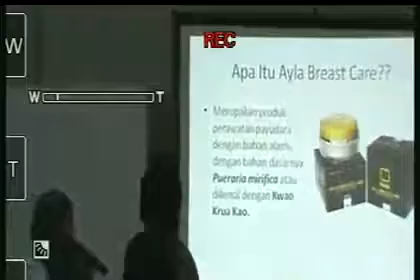 REC
W
Apa Itu Ayla Breast Care??
W T
Merupakan produk
perawatan payudara
dengan bahan alami
dengan bahan dasarnya
Pueraria mirifica atau
dikenal dengan Kwao
Krua Kao.
T